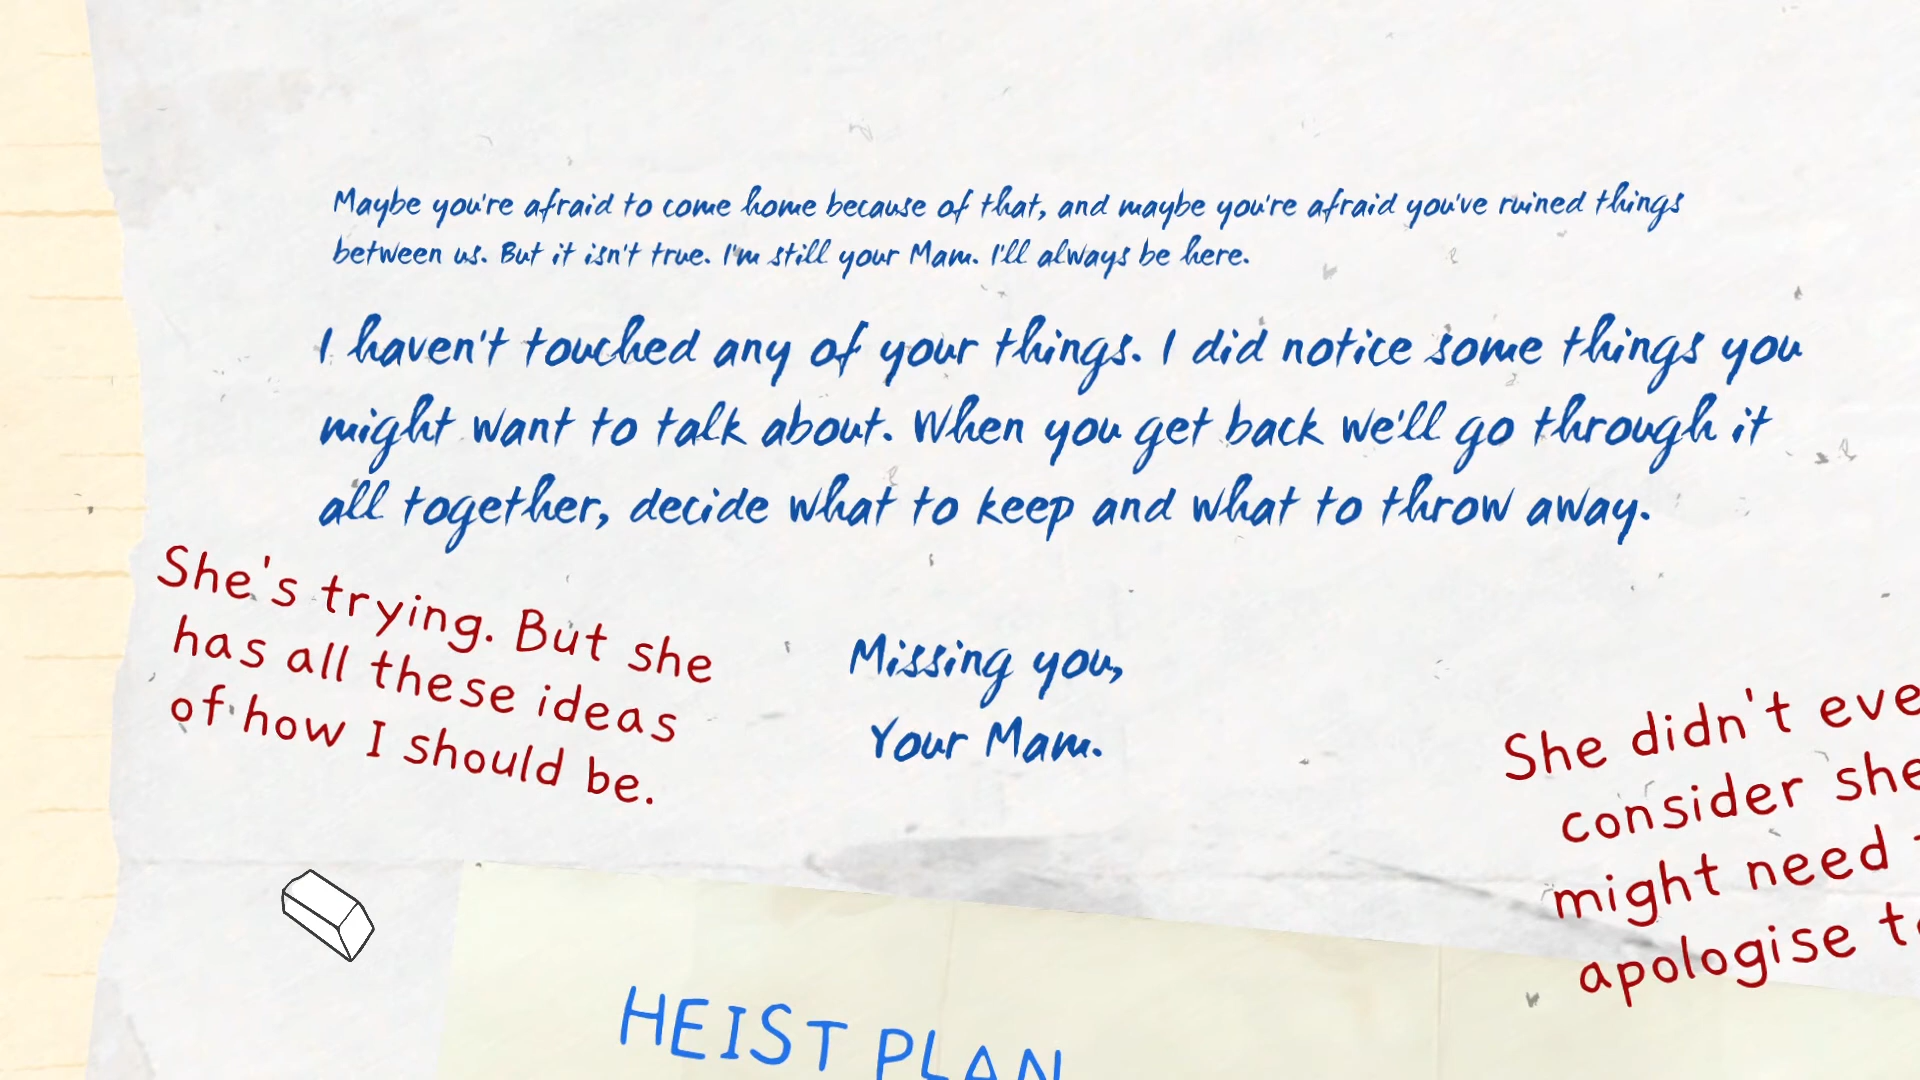 Maybe you're afraid to come home because of that, and maybe you're afraid you've ruined things
between us. But it isn't true. I'm still your Mam. I'll always be here.
I haven't touched any of your things. I did notice some things you
might want to talk about. When you get back we'll go through it
all together, decide what to keep and what to throw away.
She's trying. But she
has all these ideas
of how I should be.
Missing you,
Your Mam.
She didn't eve
consider she
might need
apologise
HEIST PLAN